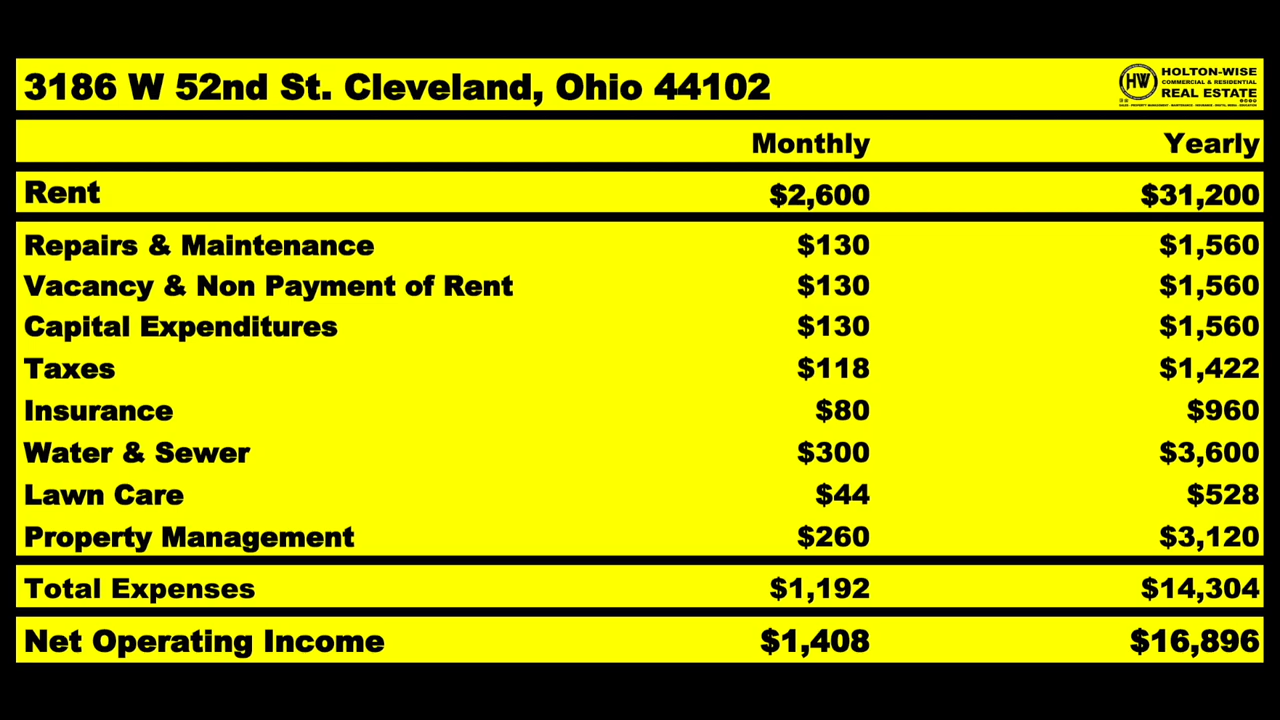 3186 W 52nd St. Cleveland, Ohio 44102
HW
HOLTON-WISE
COMMERCIAL & RESIDENTIAL
REAL ESTATE
Monthly Yearly
Rent $2,600 $31,200
Repairs & Maintenance $130 $1,560
Vacancy & Non Payment of Rent $130 $1,560
Capital Expenditures $130 $1,560
Taxes $118 $1,422
Insurance $80 $960
Water & Sewer $300 $3,600
Lawn Care $44 $528
Property Management $260 $3,120
Total Expenses $1,192 $14,304
Net Operating Income $1,408 $16,896